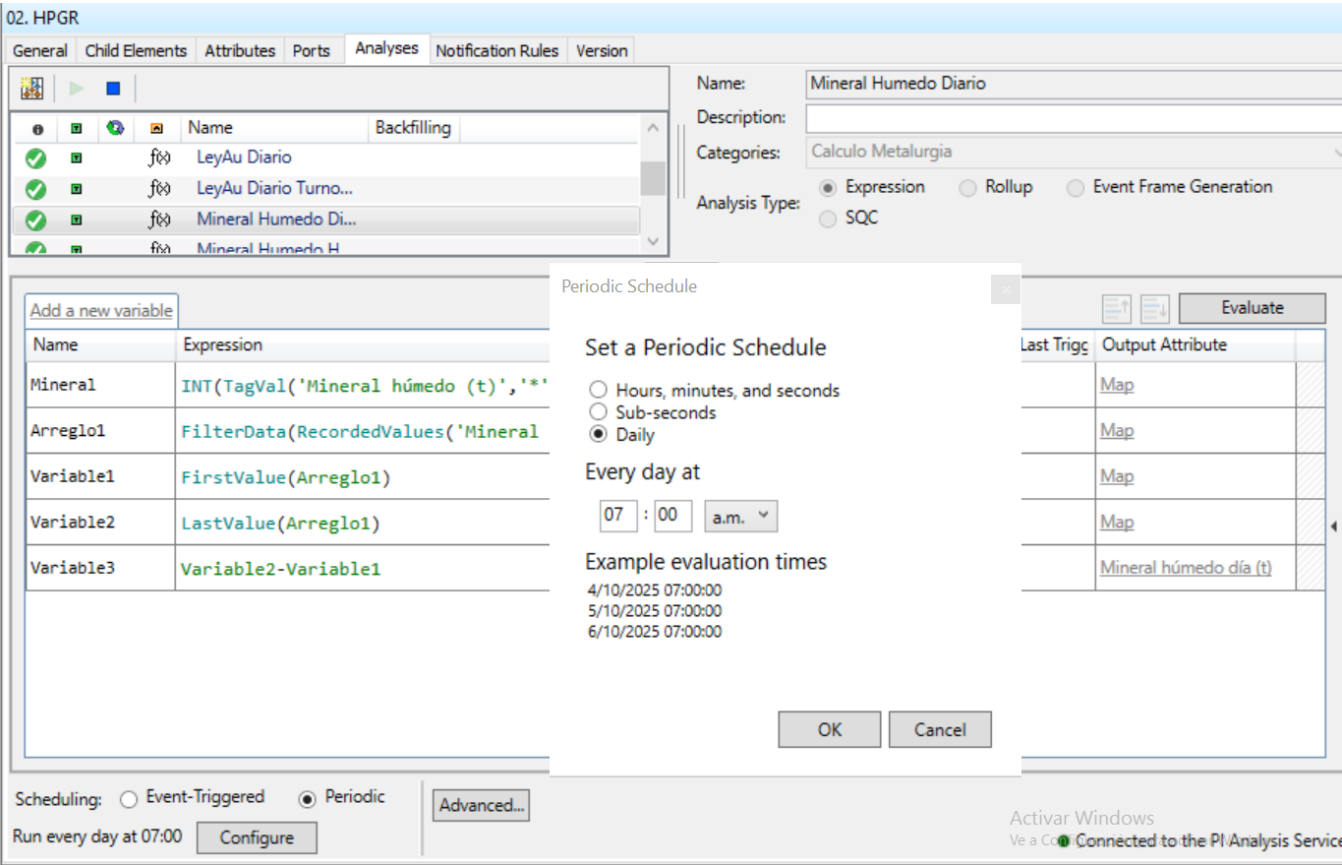 02. HPGR
General Child Elements Attributes Ports Analyses Notification Rules Version
Name Backfilling
f(x) LeyAu Diario
f(x) LeyAu Diario Turno...
f(x) Mineral Humedo Di...
f(x) Mineral Humedo H
Name: Mineral Humedo Diario
Description:
Categories: Calculo Metalurgia
Analysis Type: Expression Rollup Event Frame Generation
SQC
Add a new variable
Evaluate
Name Expression Last Trigg Output Attribute
Mineral INT(TagVal('Mineral húmedo (t)','*' Map
Arreglo1 FilterData(RecordedValues('Mineral Map
Variable1 FirstValue(Arreglo1) Map
Variable2 LastValue(Arreglo1) Map
Variable3 Variable2-Variable1 Mineral húmedo día (t)
Periodic Schedule
Set a Periodic Schedule
Hours, minutes, and seconds
Sub-seconds
Daily
Every day at
07 : 00 a.m.
Example evaluation times
4/10/2025 07:00:00
5/10/2025 07:00:00
6/10/2025 07:00:00
OK Cancel
Scheduling: Event-Triggered Periodic Advanced...
Run every day at 07:00 Configure
Activar Windows
Ve a Co
Connected to the PI Analysis Service